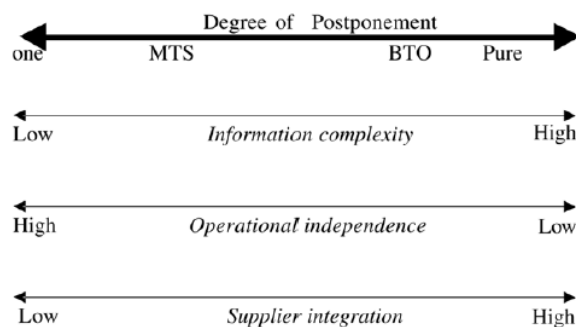 Degree of Postponement
one MTS BTO Pure
Low Information complexity High
High Operational independence Low
Low Supplier integration High